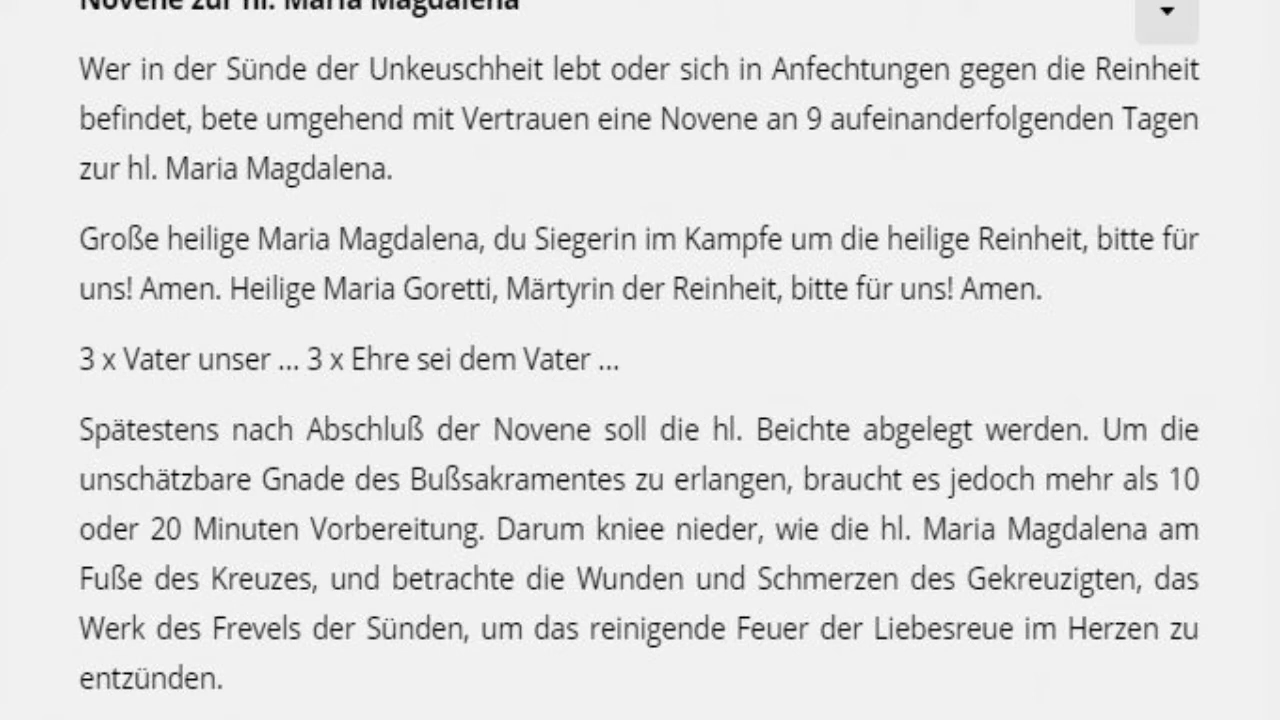 Novene zur hl. Maria Magdalena
Wer in der Sünde der Unkeuschheit lebt oder sich in Anfechtungen gegen die Reinheit
befindet, bete umgehend mit Vertrauen eine Novene an 9 aufeinanderfolgenden Tagen
zur hl. Maria Magdalena.
Große heilige Maria Magdalena, du Siegerin im Kampfe um die heilige Reinheit, bitte für
uns! Amen. Heilige Maria Goretti, Märtyrin der Reinheit, bitte für uns! Amen.
3 x Vater unser ... 3 x Ehre sei dem Vater ...
Spätestens nach Abschluß der Novene soll die hl. Beichte abgelegt werden. Um die
unschätzbare Gnade des Bußsakramentes zu erlangen, braucht es jedoch mehr als 10
oder 20 Minuten Vorbereitung. Darum kniee nieder, wie die hl. Maria Magdalena am
Fuße des Kreuzes, und betrachte die Wunden und Schmerzen des Gekreuzigten, das
Werk des Frevels der Sünden, um das reinigende Feuer der Liebesreue im Herzen zu
entzünden.